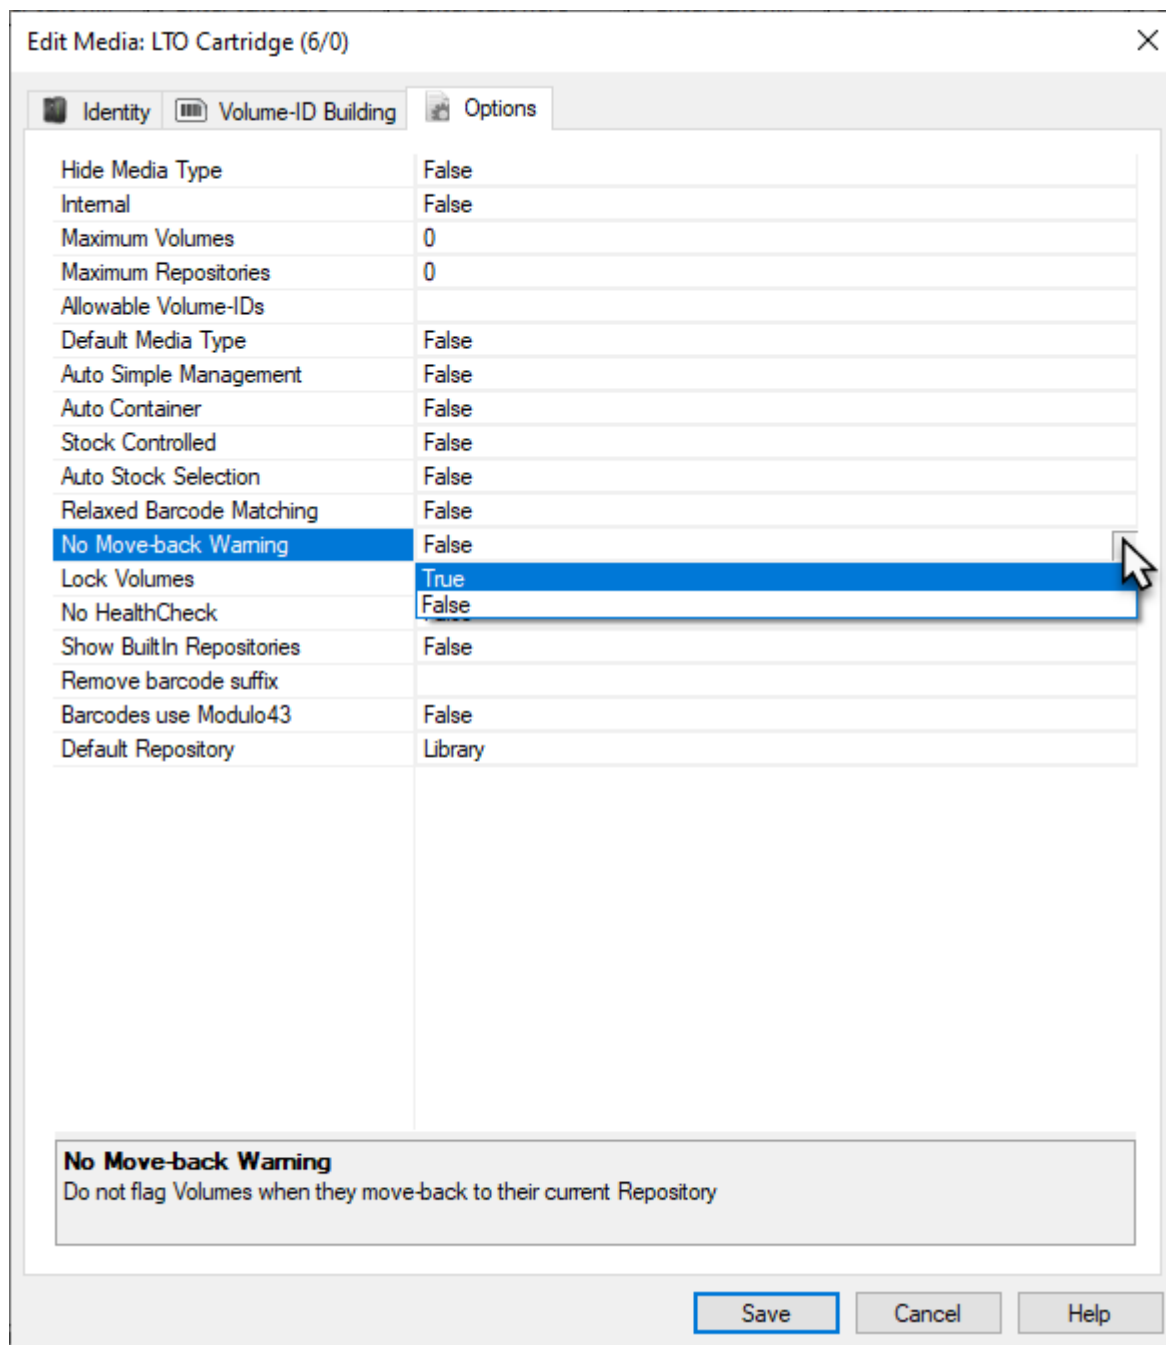 Edit Media: LTO Cartridge (6/0)
Identity Volume-ID Building Options
Hide Media Type False
Internal False
Maximum Volumes 0
Maximum Repositories 0
Allowable Volume-IDs
Default Media Type False
Auto Simple Management False
Auto Container False
Stock Controlled False
Auto Stock Selection False
Relaxed Barcode Matching False
No Move-back Warning False
Lock Volumes True
False
No HealthCheck
Show BuiltIn Repositories False
Remove barcode suffix
Barcodes use Modulo43 False
Default Repository Library
No Move-back Warning
Do not flag Volumes when they move-back to their current Repository
Save Cancel Help